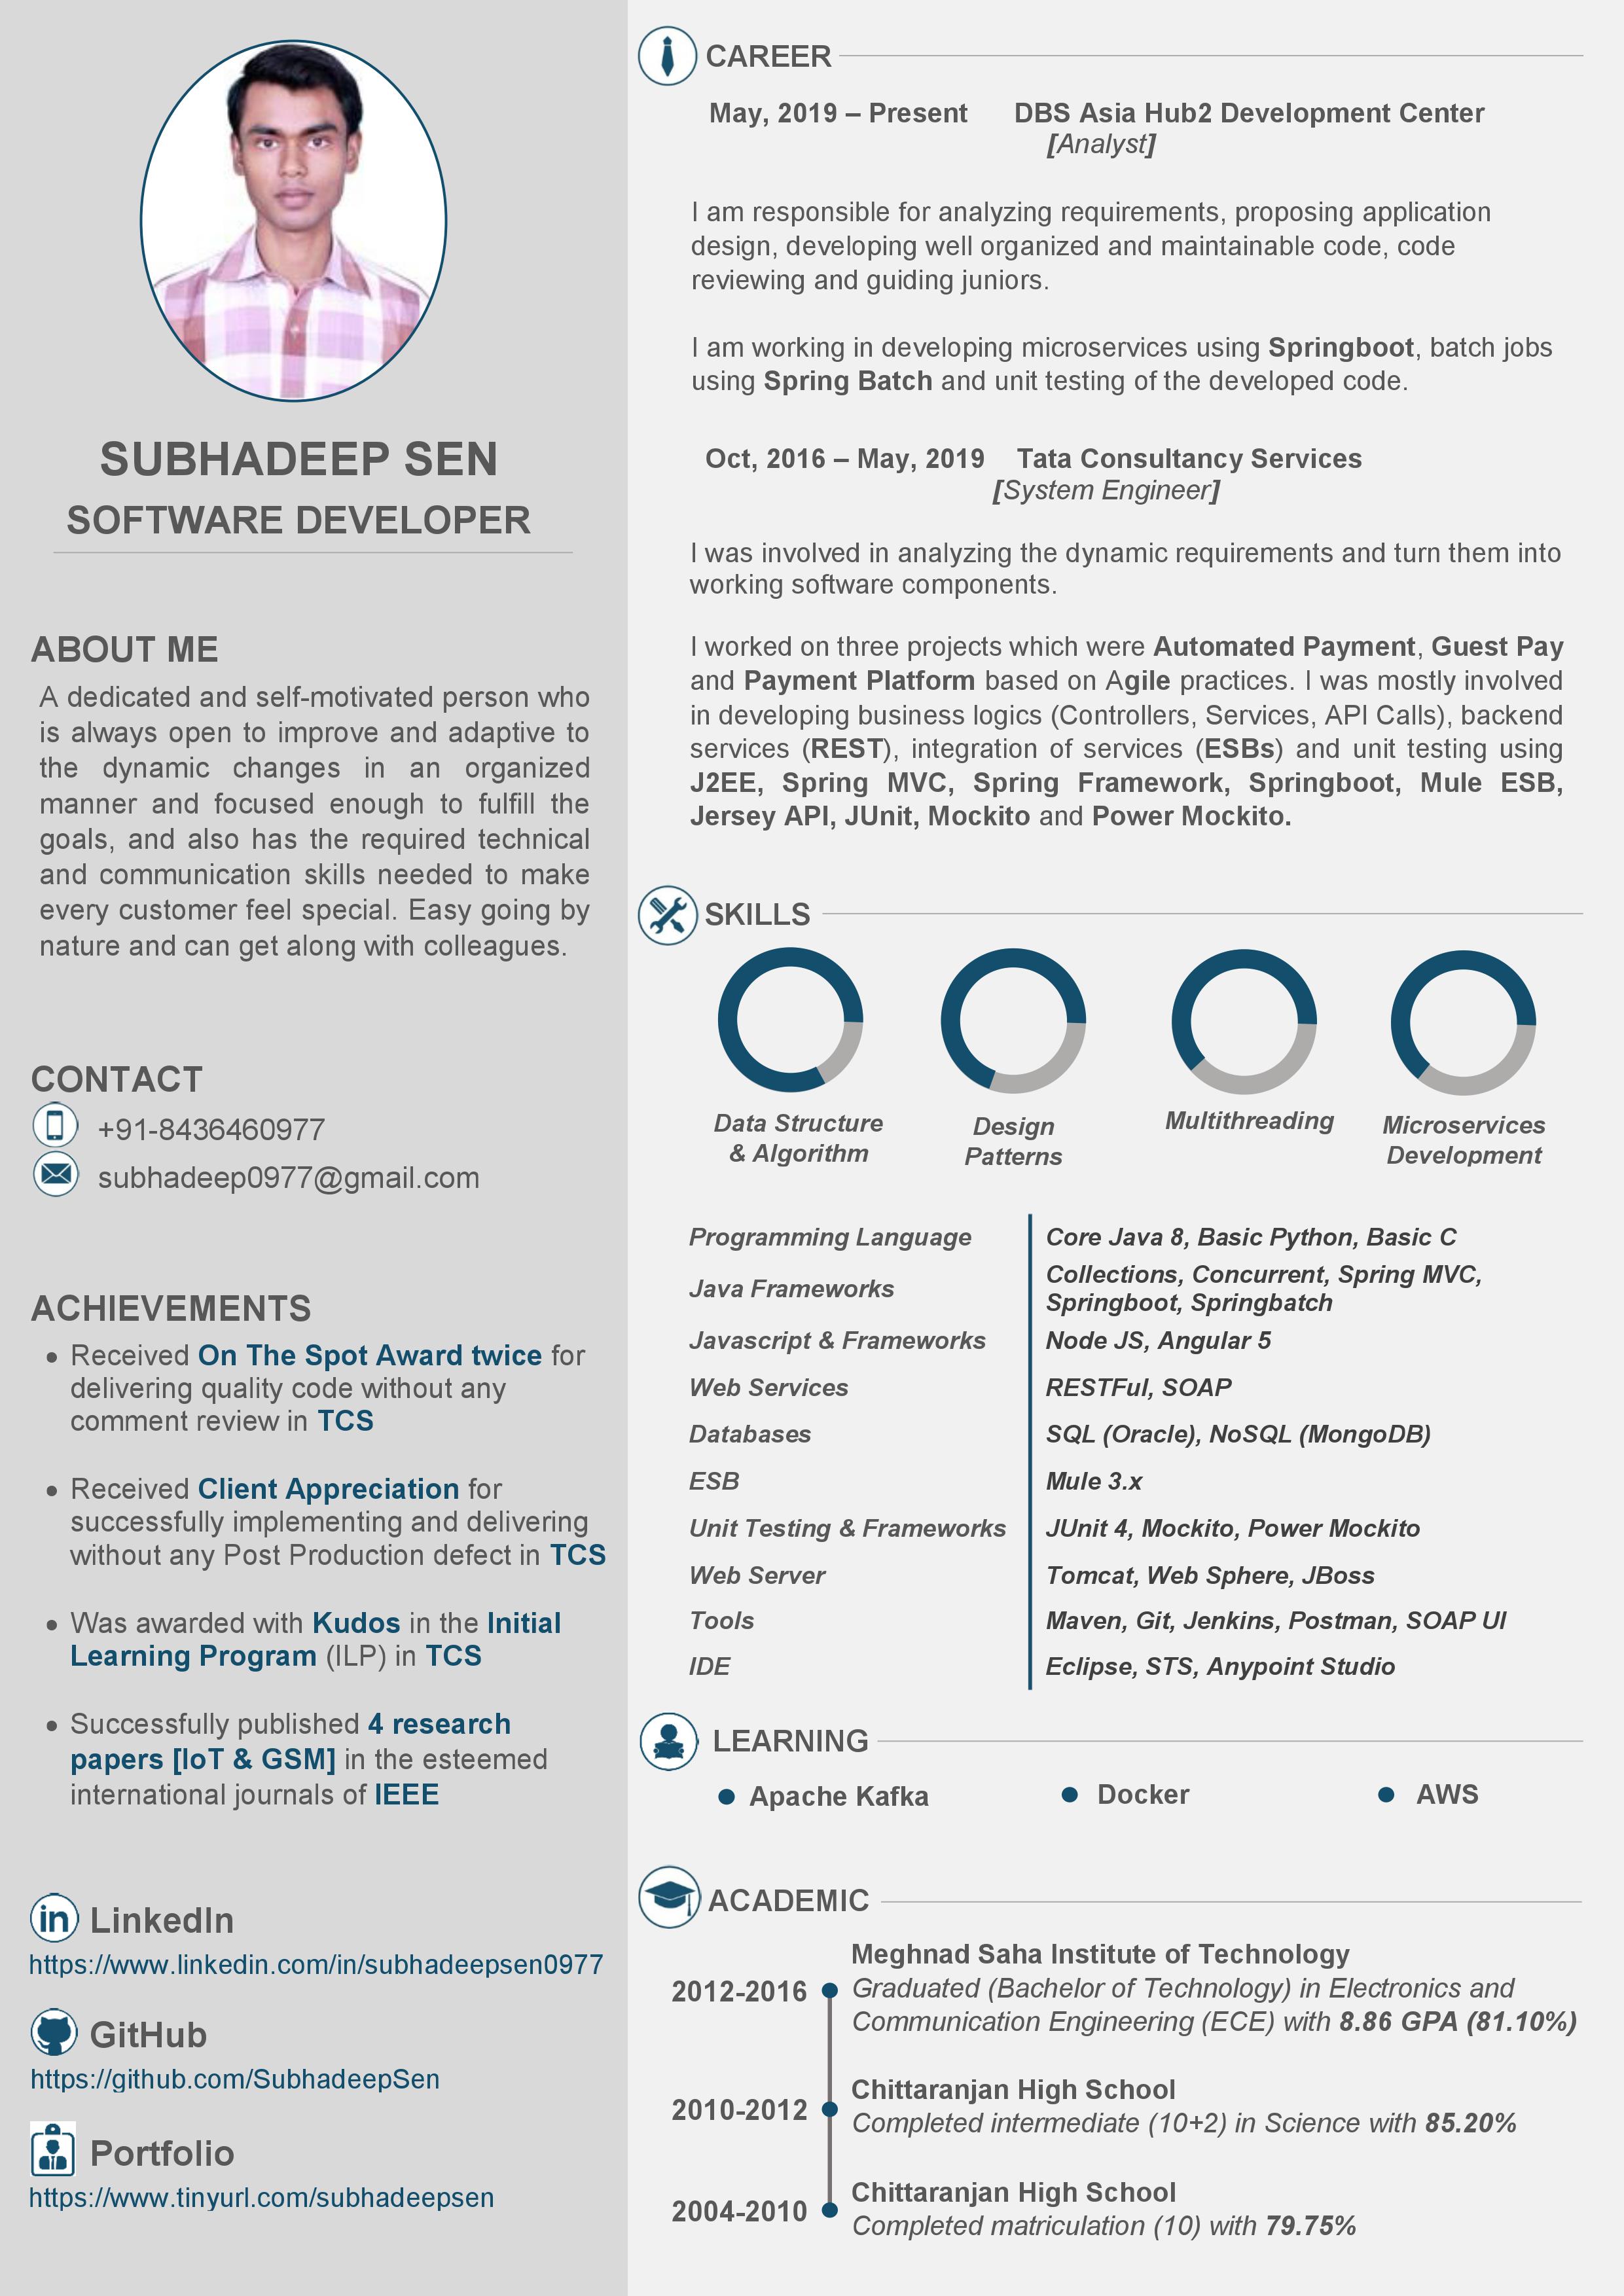 SUBHADEEP SEN
SOFTWARE DEVELOPER
ABOUT ME
A dedicated and self-motivated person who
is always open to improve and adaptive to
the dynamic changes in an organized
manner and focused enough to fulfill the
goals, and also has the required technical
and communication skills needed to make
every customer feel special. Easy going by
nature and can get along with colleagues.
CONTACT
+91-8436460977
subhadeep0977@gmail.com
ACHIEVEMENTS
• Received On The Spot Award twice for
delivering quality code without any
comment review in TCS
• Received Client Appreciation for
successfully implementing and delivering
without any Post Production defect in TCS
• Was awarded with Kudos in the Initial
Learning Program (ILP) in TCS
• Successfully published 4 research
papers [IoT & GSM] in the esteemed
international journals of IEEE
in LinkedIn
https://www.linkedin.com/in/subhadeepsen0977
GitHub
https://github.com/SubhadeepSen
Portfolio
https://www.tinyurl.com/subhadeepsen
CAREER
May, 2019 – Present DBS Asia Hub2 Development Center
[Analyst]
I am responsible for analyzing requirements, proposing application
design, developing well organized and maintainable code, code
reviewing and guiding juniors.
I am working in developing microservices using Springboot, batch jobs
using Spring Batch and unit testing of the developed code.
Oct, 2016 – May, 2019 Tata Consultancy Services
[System Engineer]
I was involved in analyzing the dynamic requirements and turn them into
working software components.
I worked on three projects which were Automated Payment, Guest Pay
and Payment Platform based on Agile practices. I was mostly involved
in developing business logics (Controllers, Services, API Calls), backend
services (REST), integration of services (ESBs) and unit testing using
J2EE, Spring MVC, Spring Framework, Springboot, Mule ESB,
Jersey API, JUnit, Mockito and Power Mockito.
SKILLS
Data Structure
& Algorithm
Design
Patterns
Multithreading
Microservices
Development
Programming Language Core Java 8, Basic Python, Basic C
Java Frameworks Collections, Concurrent, Spring MVC,
Springboot, Springbatch
Javascript & Frameworks Node JS, Angular 5
Web Services RESTFul, SOAP
Databases SQL (Oracle), NoSQL (MongoDB)
ESB Mule 3.x
Unit Testing & Frameworks JUnit 4, Mockito, Power Mockito
Web Server Tomcat, Web Sphere, JBoss
Tools Maven, Git, Jenkins, Postman, SOAP UI
IDE Eclipse, STS, Anypoint Studio
LEARNING
• Apache Kafka • Docker • AWS
ACADEMIC
Meghnad Saha Institute of Technology
2012-2016 Graduated (Bachelor of Technology) in Electronics and
Communication Engineering (ECE) with 8.86 GPA (81.10%)
Chittaranjan High School
2010-2012 Completed intermediate (10+2) in Science with 85.20%
Chittaranjan High School
2004-2010 Completed matriculation (10) with 79.75%